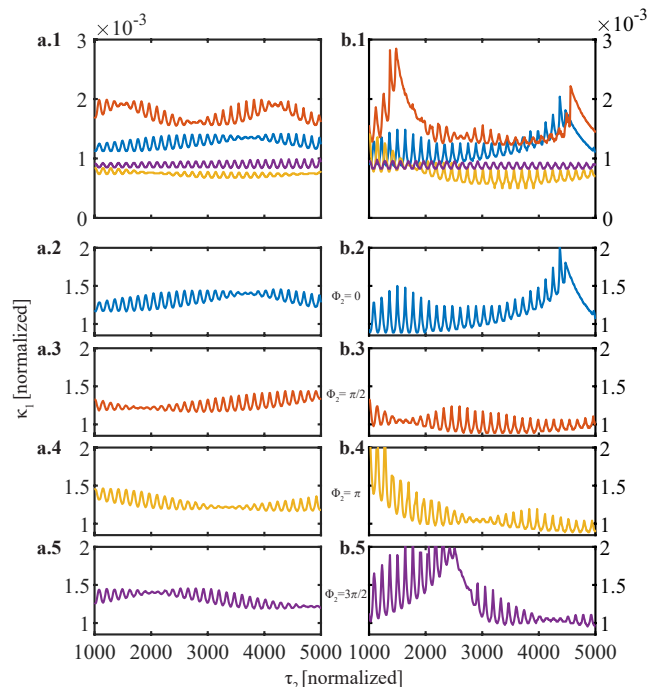 ×10⁻³ ×10⁻³
a.1 3 b.1 3
2 2
1 1
0 0
a.2 2 b.2 2
1.5 Φ₂= 0 1.5
1 1
a.3 2 b.3 2
1.5 Φ₂= π/2 1.5
1 1
a.4 2 b.4 2
1.5 Φ₂= π 1.5
1 1
a.5 2 b.5 2
1.5 Φ₂=3π/2 1.5
1 1
1000 2000 3000 4000 5000 1000 2000 3000 4000 5000
κ₁ [normalized]
τ₂ [normalized]